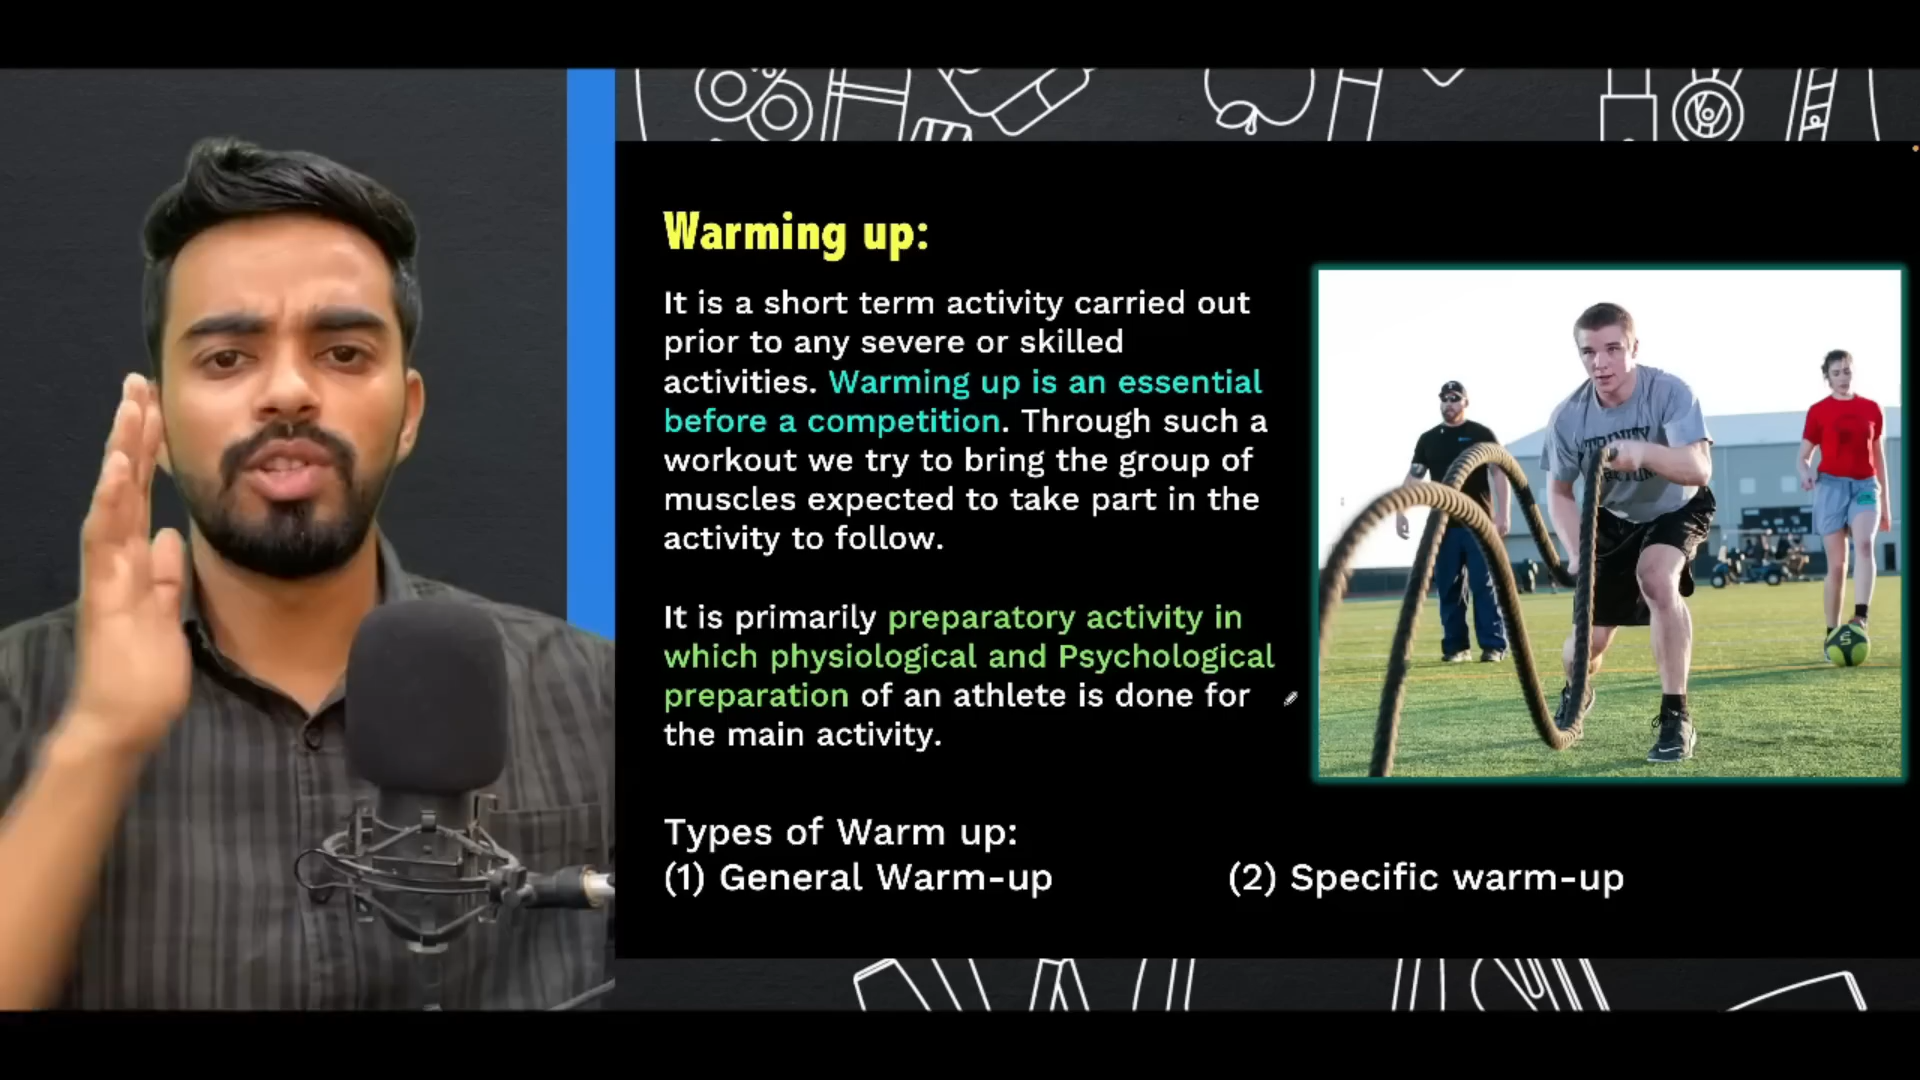 Warming up:
It is a short term activity carried out
prior to any severe or skilled
activities. Warming up is an essential
before a competition. Through such a
workout we try to bring the group of
muscles expected to take part in the
activity to follow.
It is primarily preparatory activity in
which physiological and Psychological
preparation of an athlete is done for
the main activity.
Types of Warm up:
(1) General Warm-up
(2) Specific warm-up
TRINITY